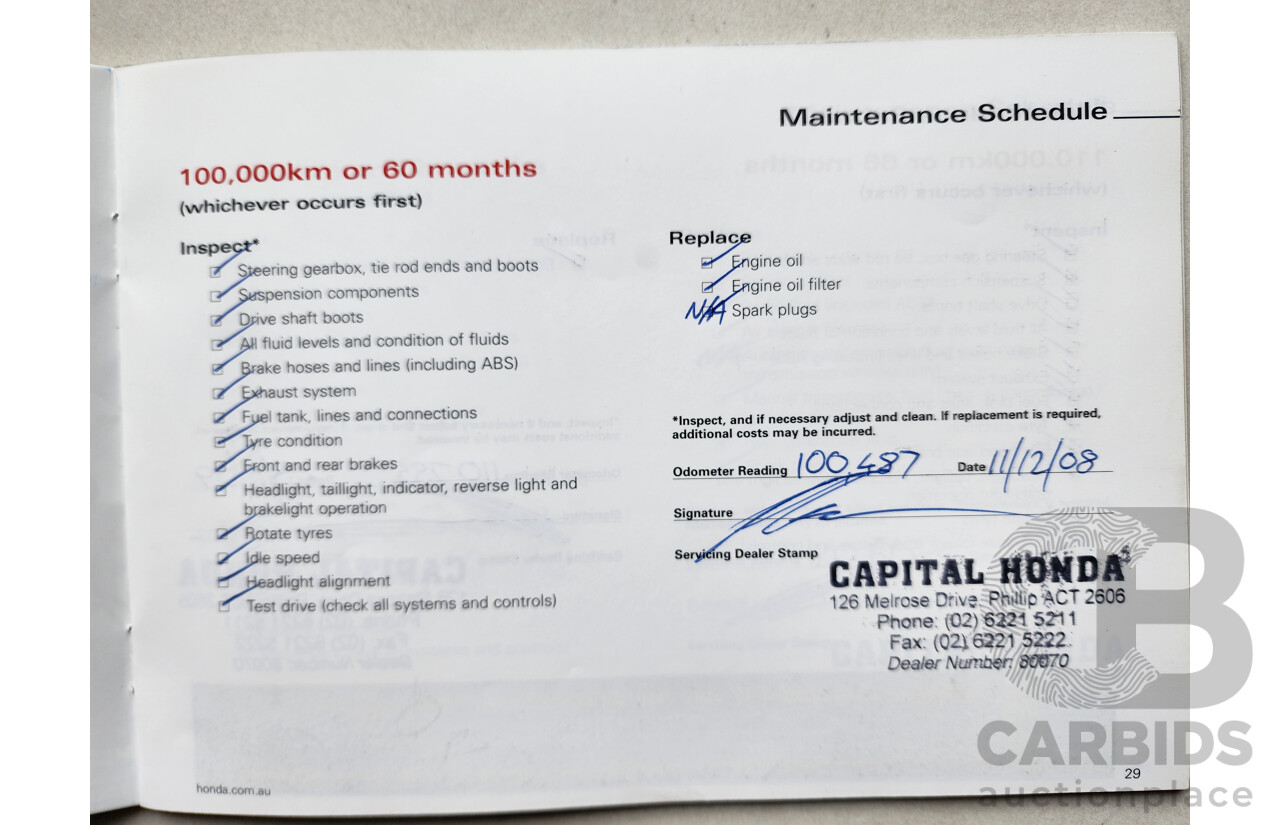 Maintenance Schedule
100,000km or 60 months
(whichever occurs first)
Inspect*
Steering gearbox, tie rod ends and boots
Suspension components
Drive shaft boots
All fluid levels and condition of fluids
Brake hoses and lines (including ABS)
Exhaust system
Fuel tank, lines and connections
Tyre condition
Front and rear brakes
Headlight, taillight, indicator, reverse light and
brakelight operation
Rotate tyres
Idle speed
Headlight alignment
Test drive (check all systems and controls)
Replace
Engine oil
Engine oil filter
N/A Spark plugs
*Inspect, and if necessary adjust and clean. If replacement is required,
additional costs may be incurred.
Odometer Reading 100,487 Date 11/12/08
Signature
Servicing Dealer Stamp
CAPITAL HONDA
126 Melrose Drive, Phillip ACT 2606
Phone: (02) 6221 5211
Fax: (02) 6221 5222
Dealer Number: 80070
honda.com.au
29
CARBIDS
auctionplace